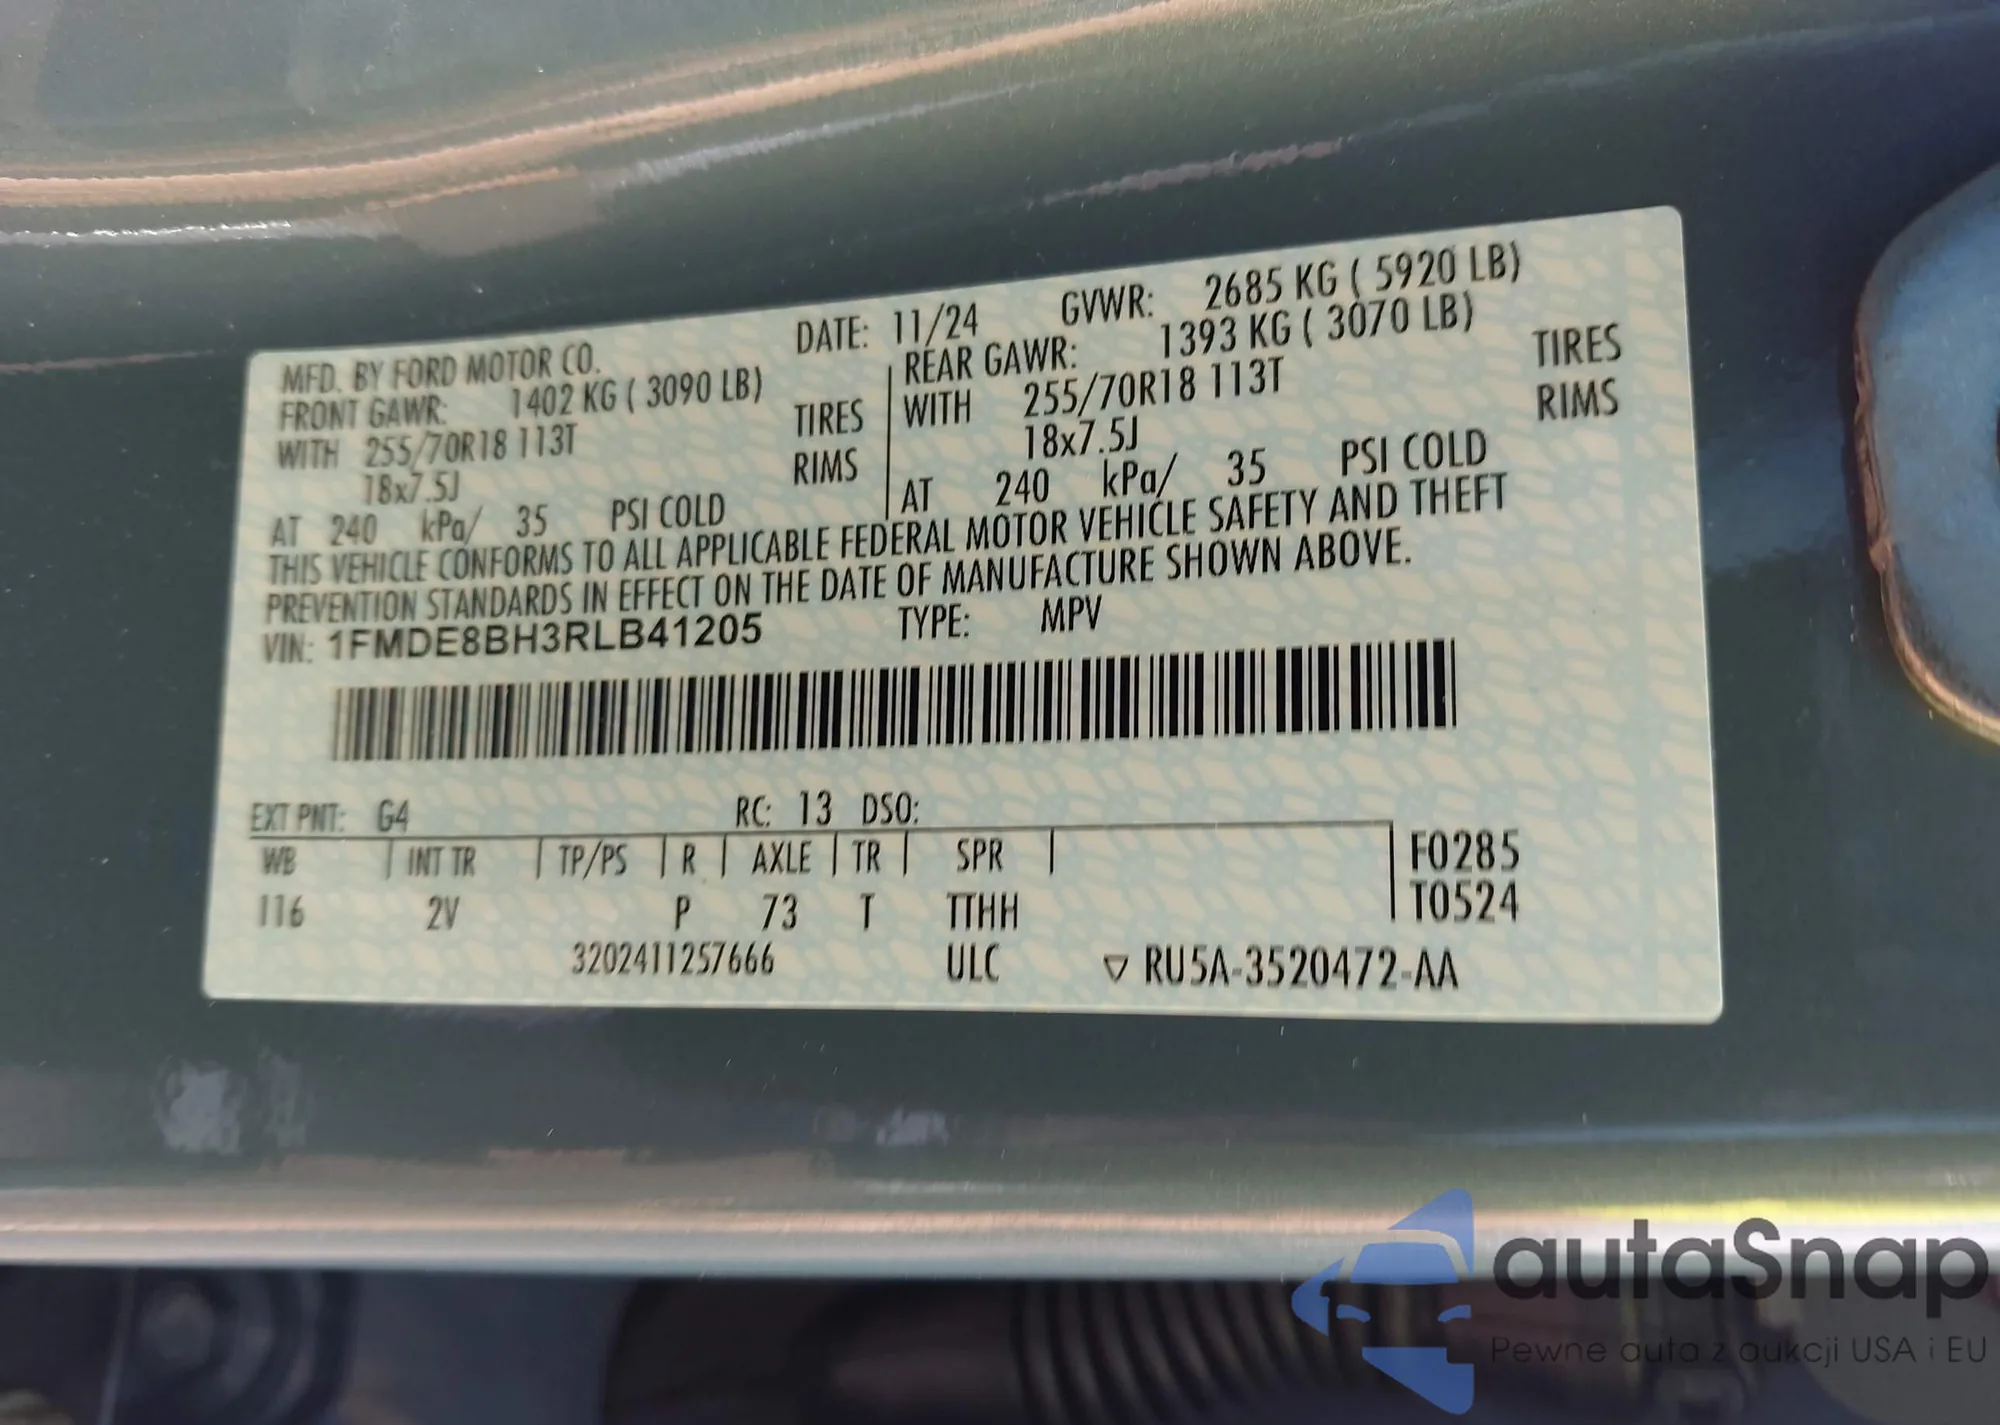 MFD. BY FORD MOTOR CO. DATE: 11/24 GVWR: 2685 KG ( 5920 LB)
FRONT GAWR: 1402 KG ( 3090 LB) REAR GAWR: 1393 KG ( 3070 LB)
WITH 255/70R18 113T TIRES WITH 255/70R18 113T TIRES
18x7.5J RIMS 18x7.5J RIMS
AT 240 kPa/ 35 PSI COLD AT 240 kPa/ 35 PSI COLD
THIS VEHICLE CONFORMS TO ALL APPLICABLE FEDERAL MOTOR VEHICLE SAFETY AND THEFT
PREVENTION STANDARDS IN EFFECT ON THE DATE OF MANUFACTURE SHOWN ABOVE.
VIN: 1FMDE8BH3RLB41205 TYPE: MPV
EXT PNT: G4 RC: 13 DSO:
WB INT TR TP/PS R AXLE TR SPR F0285
116 2V P 73 T TTHH T0524
3202411257666 ULC ▽ RU5A-3520472-AA
autaSnap
Pewne auta z aukcji USA i EU